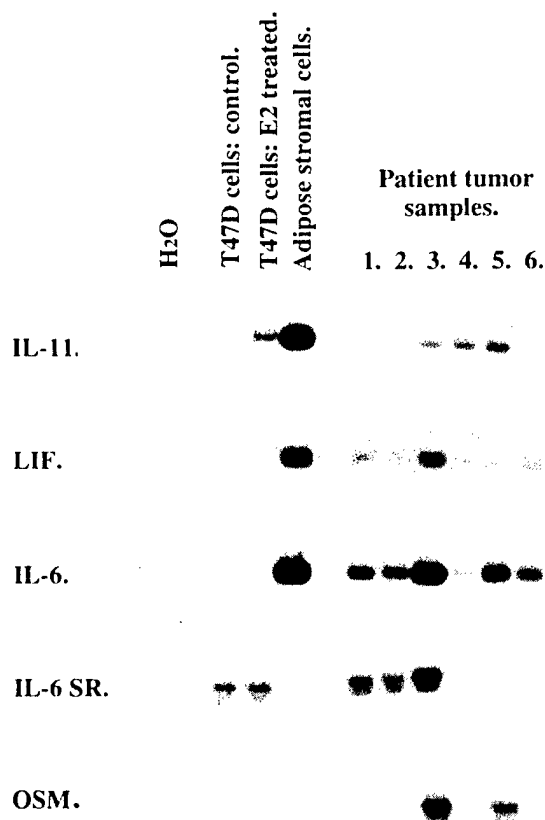 H2O
T47D cells: control.
T47D cells: E2 treated.
Adipose stromal cells.
Patient tumor
samples.
1. 2. 3. 4. 5. 6.
IL-11.
LIF.
IL-6.
IL-6 SR.
OSM.